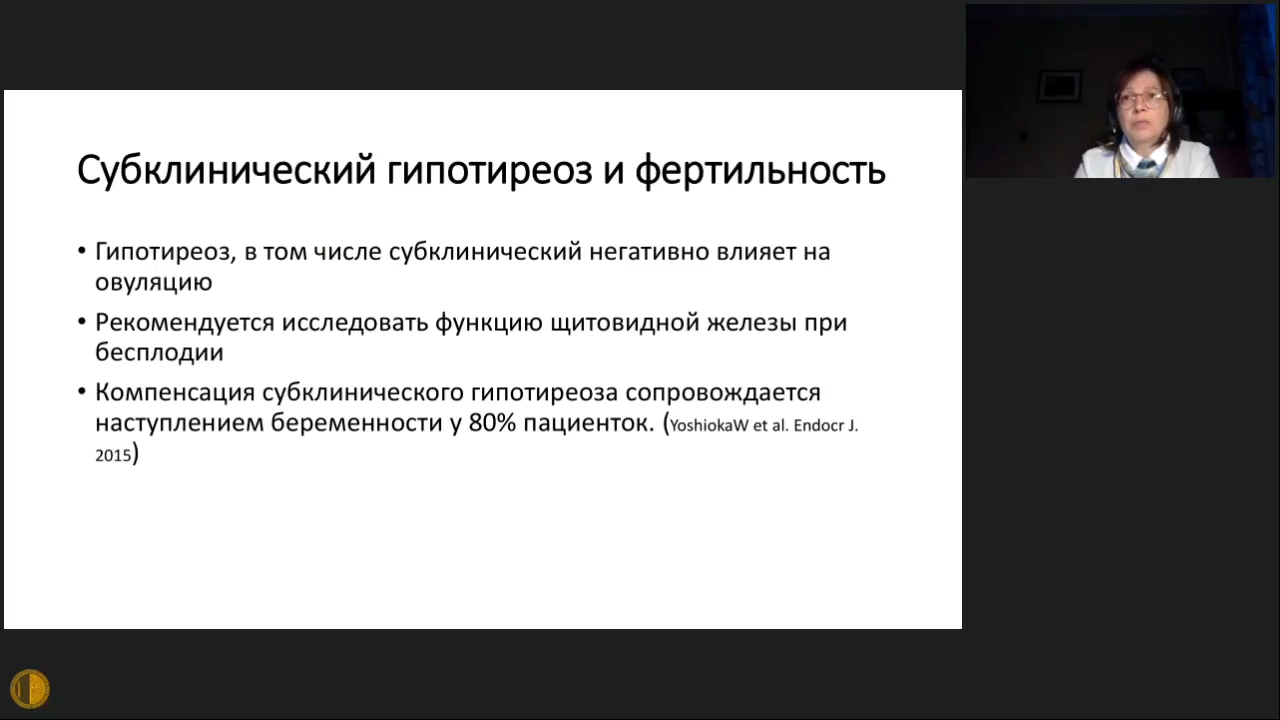 Субклинический гипотиреоз и фертильность
• Гипотиреоз, в том числе субклинический негативно влияет на
овуляцию
• Рекомендуется исследовать функцию щитовидной железы при
бесплодии
• Компенсация субклинического гипотиреоза сопровождается
наступлением беременности у 80% пациенток. (YoshiokaW et al. Endocr J.
2015)